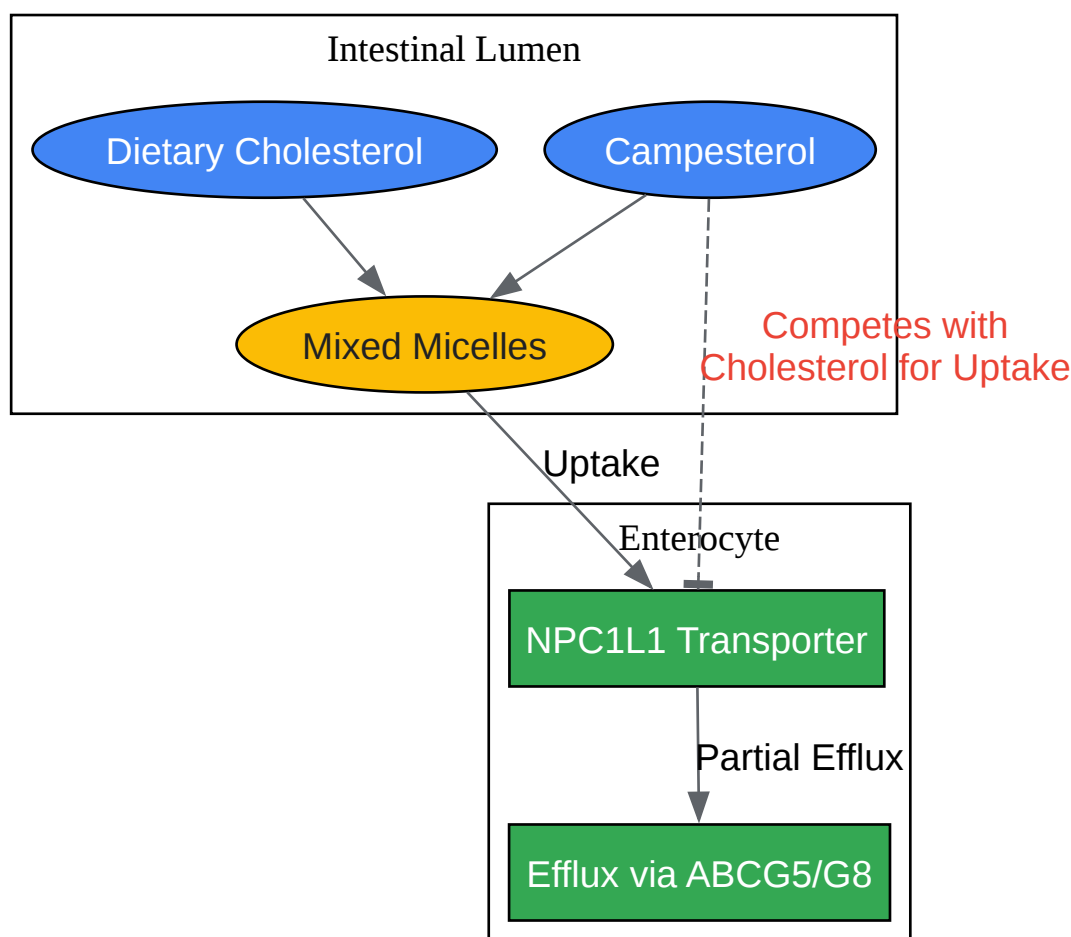 Intestinal Lumen
Dietary Cholesterol
Campesterol
Mixed Micelles
Competes with
Cholesterol for Uptake
Uptake
Enterocyte
NPC1L1 Transporter
Partial Efflux
Efflux via ABCG5/G8